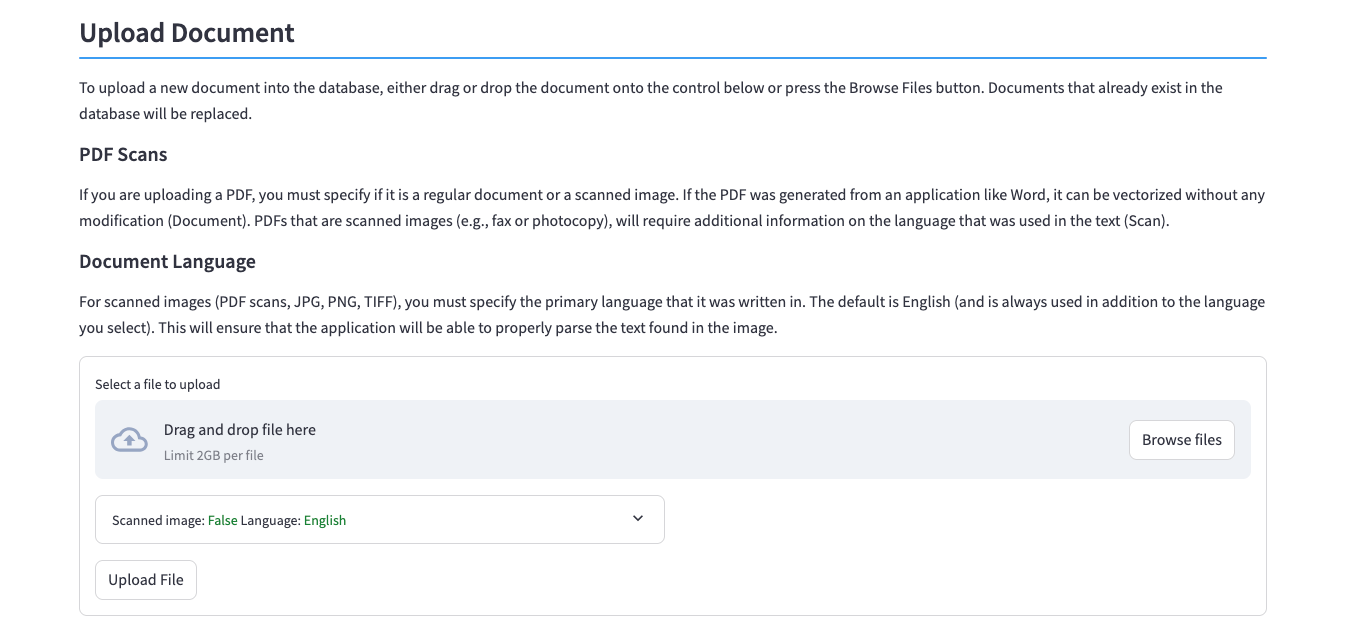 Upload Document
To upload a new document into the database, either drag or drop the document onto the control below or press the Browse Files button. Documents that already exist in the
database will be replaced.
PDF Scans
If you are uploading a PDF, you must specify if it is a regular document or a scanned image. If the PDF was generated from an application like Word, it can be vectorized without any
modification (Document). PDFs that are scanned images (e.g., fax or photocopy), will require additional information on the language that was used in the text (Scan).
Document Language
For scanned images (PDF scans, JPG, PNG, TIFF), you must specify the primary language that it was written in. The default is English (and is always used in addition to the language
you select). This will ensure that the application will be able to properly parse the text found in the image.
Select a file to upload
Drag and drop file here
Limit 2GB per file
Browse files
Scanned image: False Language: English
Upload File